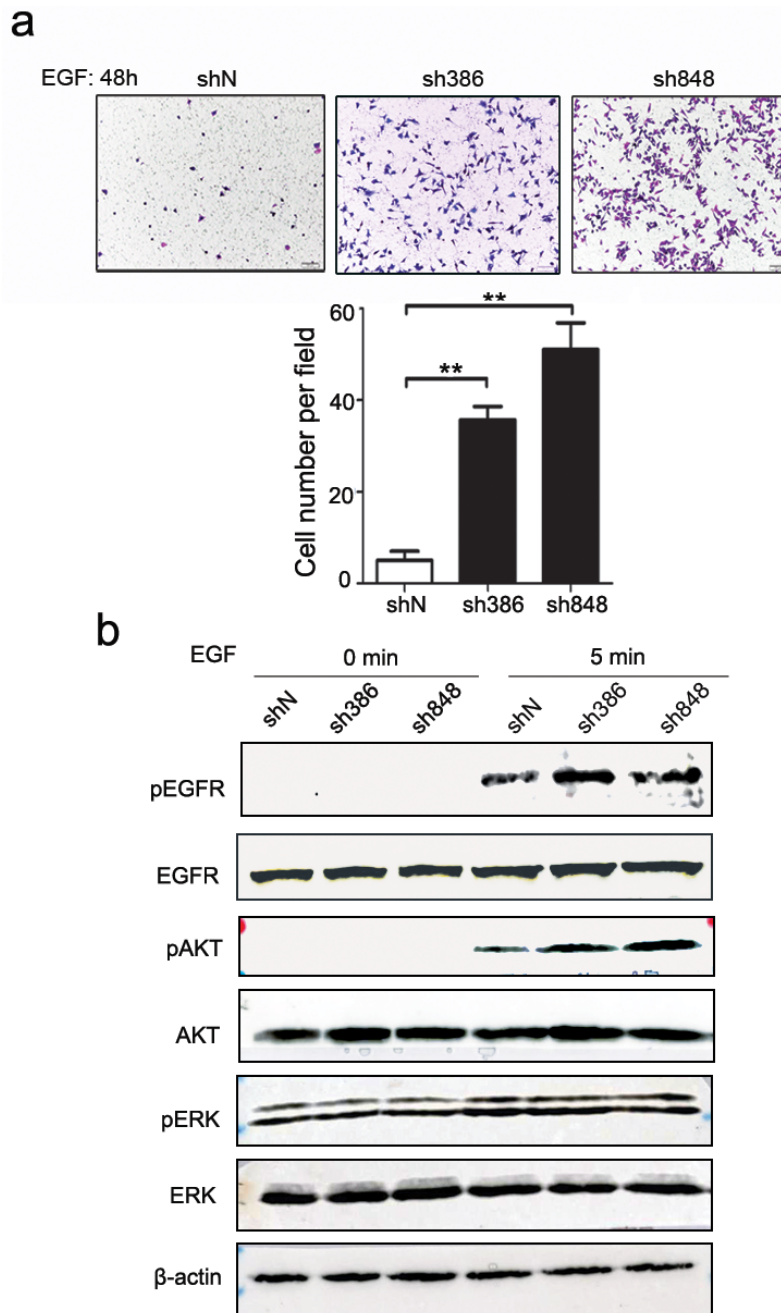 a
EGF: 48h shN sh386 sh848
Cell number per field
60
40
20
0
**
**
shN sh386 sh848
b
EGF 0 min 5 min
shN sh386 sh848 shN sh386 sh848
pEGFR
EGFR
pAKT
AKT
pERK
ERK
β-actin